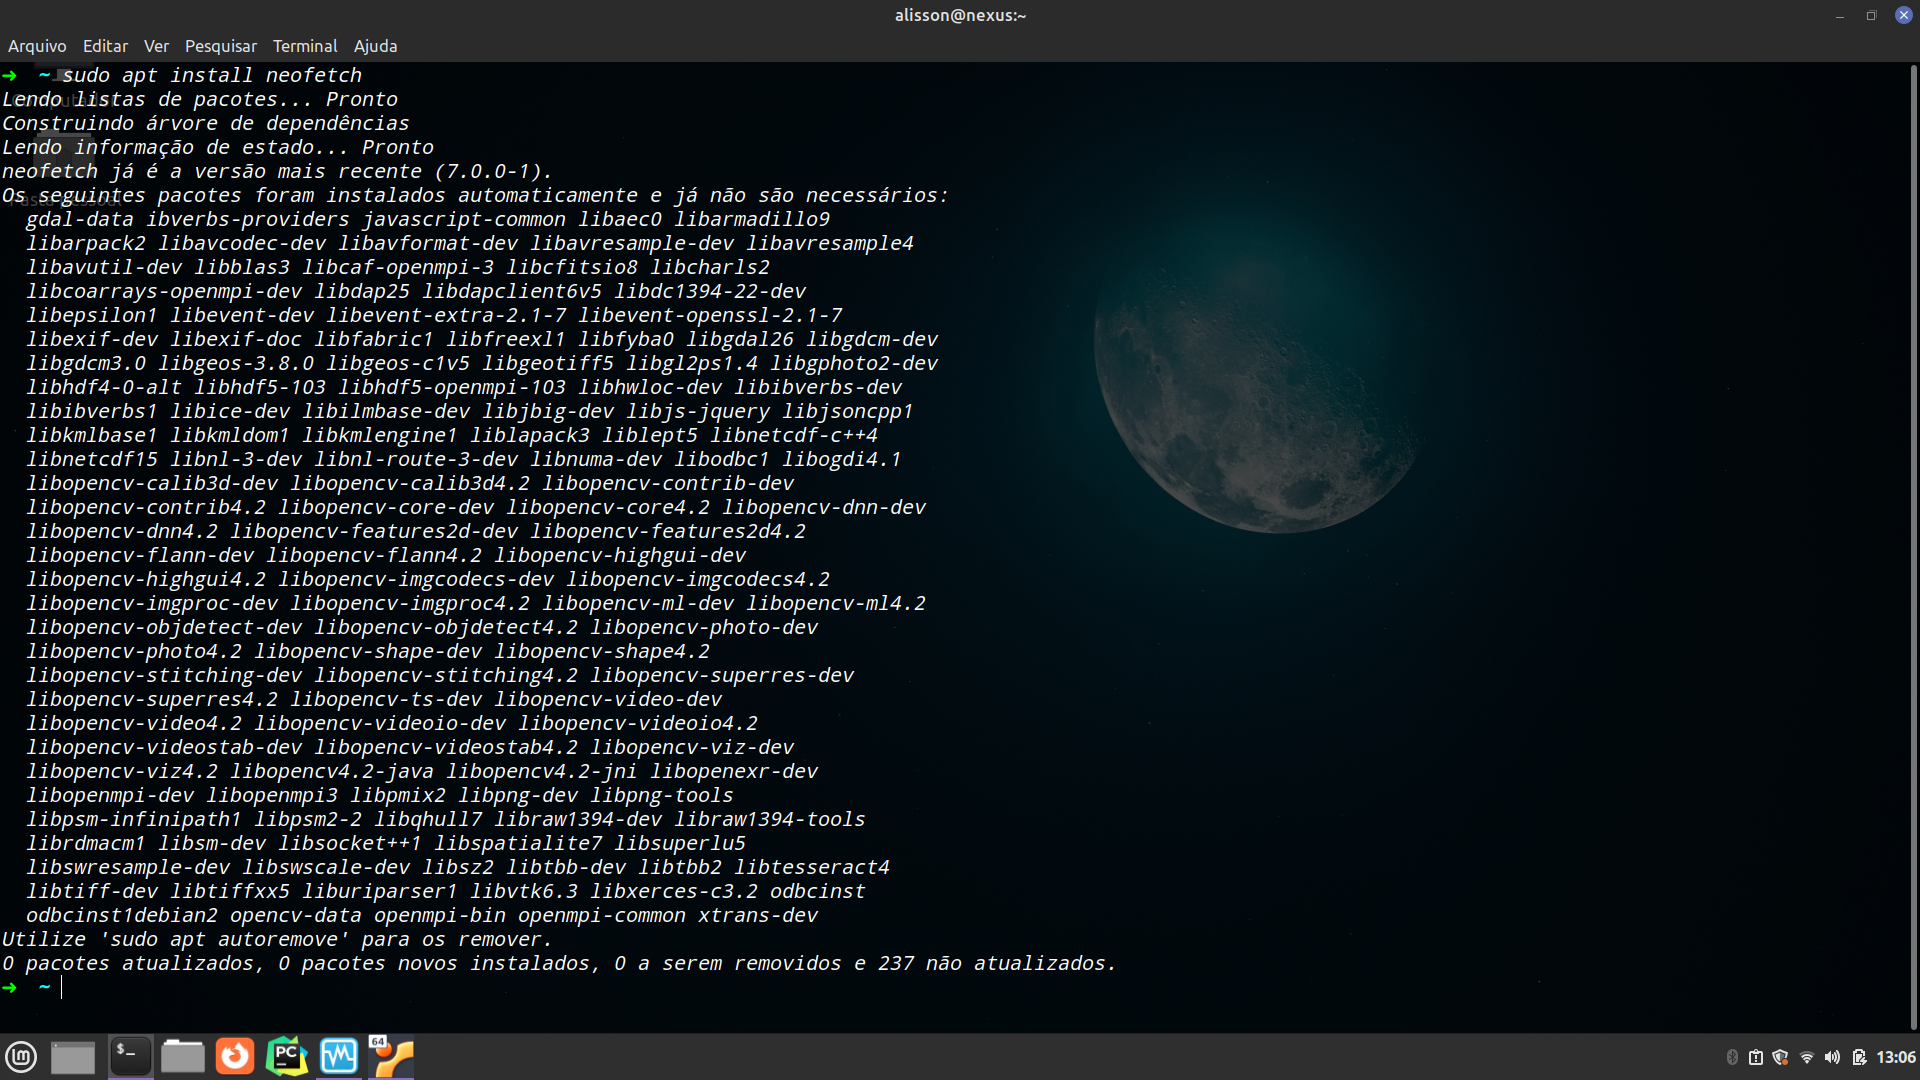 alisson@nexus:~
Arquivo Editar Ver Pesquisar Terminal Ajuda
➜ ~ sudo apt install neofetch
Lendo listas de pacotes... Pronto
Construindo árvore de dependências
Lendo informação de estado... Pronto
neofetch já é a versão mais recente (7.0.0-1).
Os seguintes pacotes foram instalados automaticamente e já não são necessários:
gdal-data ibverbs-providers javascript-common libaec0 libarmadillo9
libarpack2 libavcodec-dev libavformat-dev libavresample-dev libavresample4
libavutil-dev libblas3 libcaf-openmpi-3 libcfitsio8 libcharls2
libcoarrays-openmpi-dev libdap25 libdapclient6v5 libdc1394-22-dev
libepsilon1 libevent-dev libevent-extra-2.1-7 libevent-openssl-2.1-7
libexif-dev libexif-doc libfabric1 libfreexl1 libfyba0 libgdal26 libgdcm-dev
libgdcm3.0 libgeos-3.8.0 libgeos-c1v5 libgeotiff5 libgl2ps1.4 libgphoto2-dev
libhdf4-0-alt libhdf5-103 libhdf5-openmpi-103 libhwloc-dev libibverbs-dev
libibverbs1 libice-dev libilmbase-dev libjbig-dev libjs-jquery libjsoncpp1
libkmlbase1 libkmldom1 libkmlengine1 liblapack3 liblept5 libnetcdf-c++4
libnetcdf15 libnl-3-dev libnl-route-3-dev libnuma-dev libodbc1 libogdi4.1
libopencv-calib3d-dev libopencv-calib3d4.2 libopencv-contrib-dev
libopencv-contrib4.2 libopencv-core-dev libopencv-core4.2 libopencv-dnn-dev
libopencv-dnn4.2 libopencv-features2d-dev libopencv-features2d4.2
libopencv-flann-dev libopencv-flann4.2 libopencv-highgui-dev
libopencv-highgui4.2 libopencv-imgcodecs-dev libopencv-imgcodecs4.2
libopencv-imgproc-dev libopencv-imgproc4.2 libopencv-ml-dev libopencv-ml4.2
libopencv-objdetect-dev libopencv-objdetect4.2 libopencv-photo-dev
libopencv-photo4.2 libopencv-shape-dev libopencv-shape4.2
libopencv-stitching-dev libopencv-stitching4.2 libopencv-superres-dev
libopencv-superres4.2 libopencv-ts-dev libopencv-video-dev
libopencv-video4.2 libopencv-videoio-dev libopencv-videoio4.2
libopencv-videostab-dev libopencv-videostab4.2 libopencv-viz-dev
libopencv-viz4.2 libopencv4.2-java libopencv4.2-jni libopenexr-dev
libopenmpi-dev libopenmpi3 libpmix2 libpng-dev libpng-tools
libpsm-infinipath1 libpsm2-2 libqhull7 libraw1394-dev libraw1394-tools
librdmacm1 libsm-dev libsocket++1 libspatialite7 libsuperlu5
libswresample-dev libswscale-dev libsz2 libtbb-dev libtbb2 libtesseract4
libtiff-dev libtiffxx5 liburiparser1 libvtk6.3 libxerces-c3.2 odbcinst
odbcinst1debian2 opencv-data openmpi-bin openmpi-common xtrans-dev
Utilize 'sudo apt autoremove' para os remover.
0 pacotes atualizados, 0 pacotes novos instalados, 0 a serem removidos e 237 não atualizados.
➜ ~
$_ PC 64 13:06